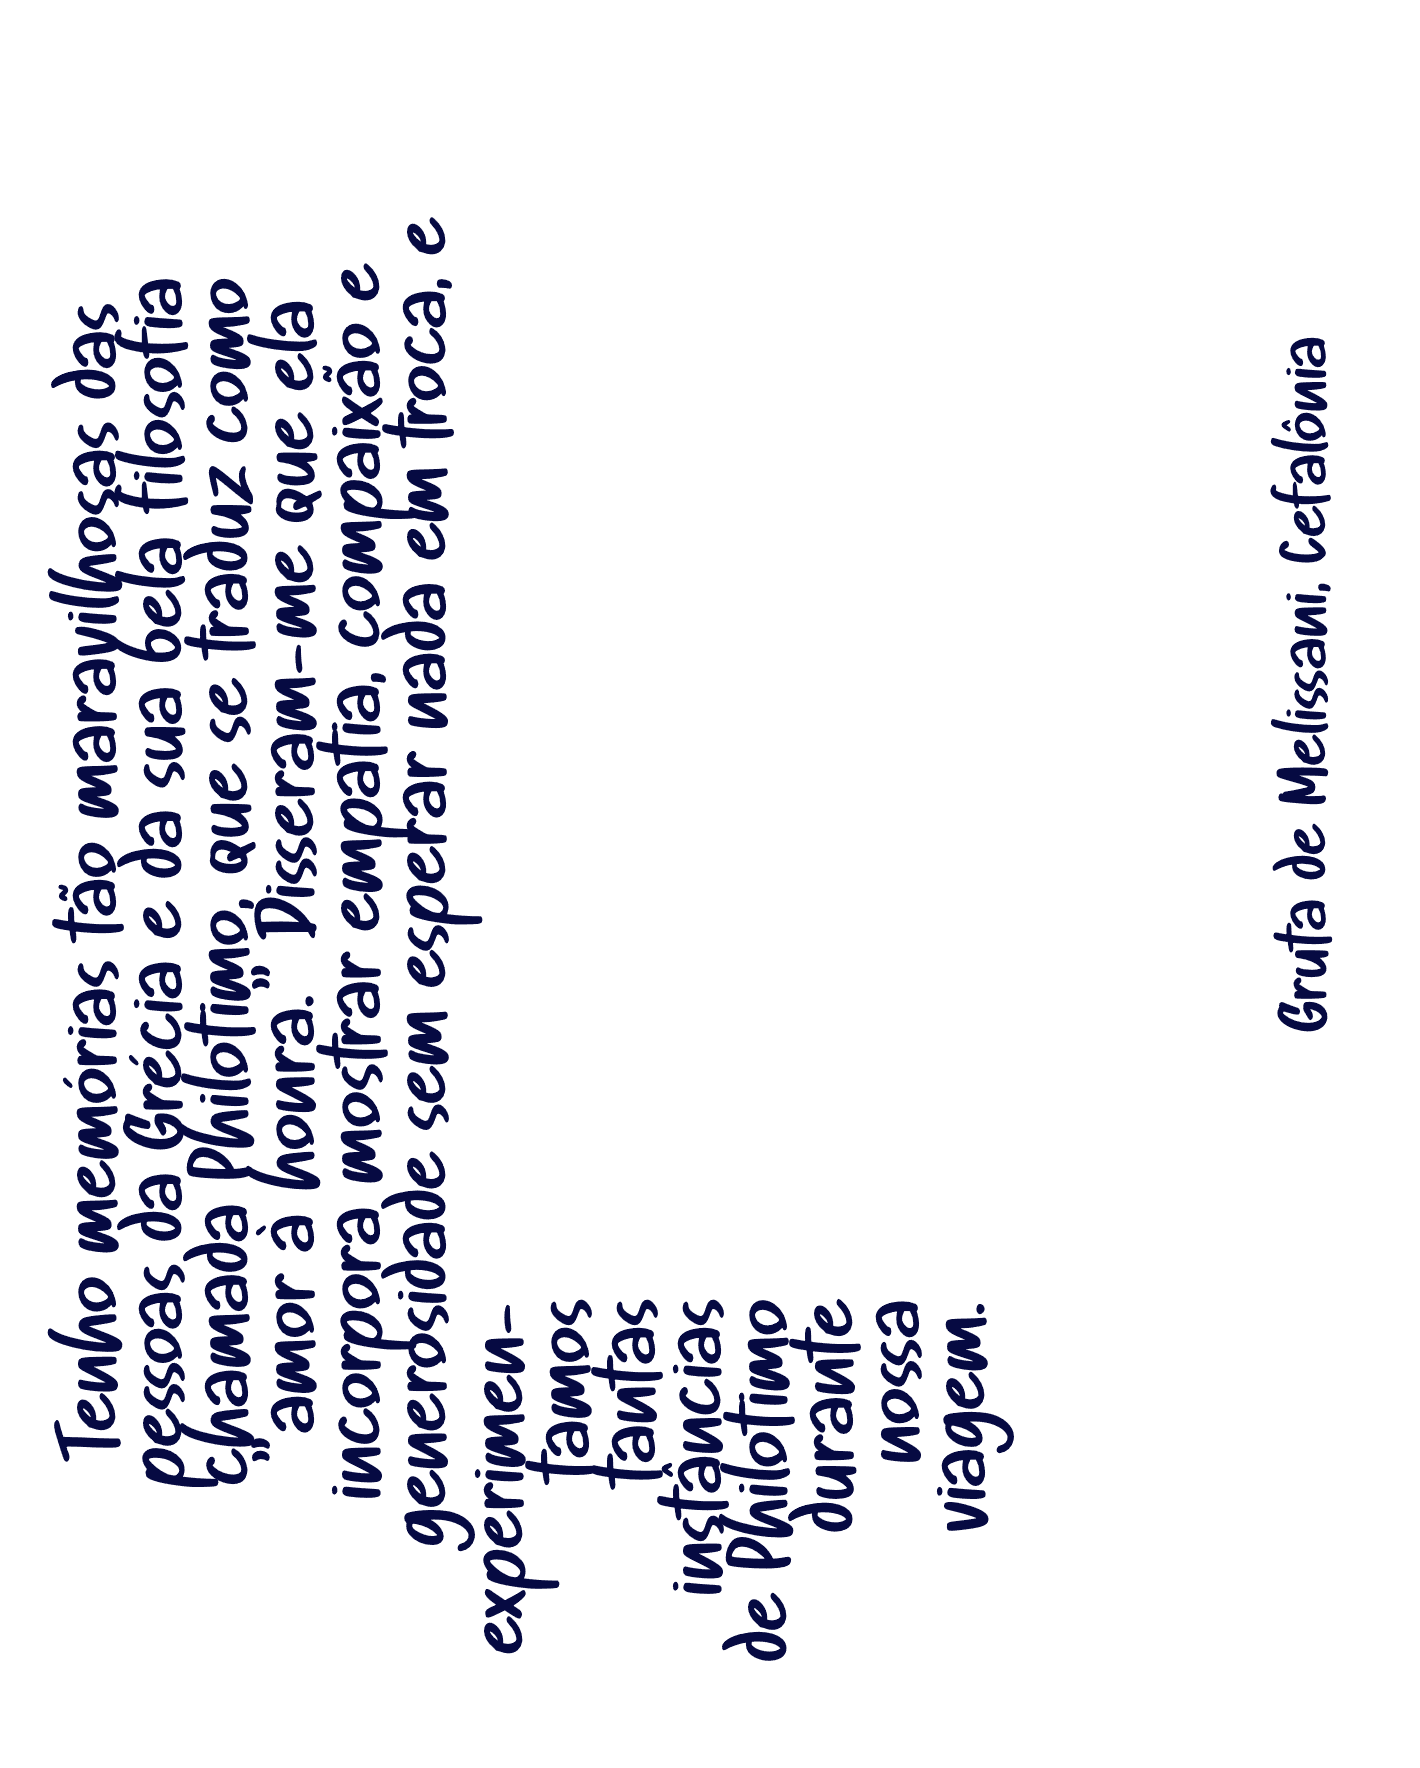 Tenho memórias tão maravilhosas das
pessoas da Grécia e da sua bela filosofia
chamada Philotimo, que se traduz como
"amor à honra." Disseram-me que ela
incorpora mostrar empatia, compaixão e
generosidade sem esperar nada em troca, e
experimen-
tamos
tantas
instâncias
de Philotimo
durante
nossa
viagem.
Gruta de Melissani, Cefalônia